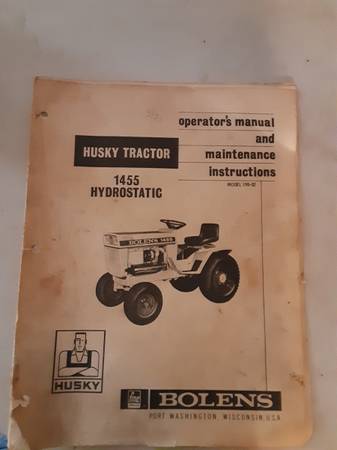 operator's manual
and
maintenance
instructions
HUSKY TRACTOR
1455
HYDROSTATIC
BOLENS 1455
HUSKY
BOLENS
PORT WASHINGTON, WISCONSIN, U.S.A.